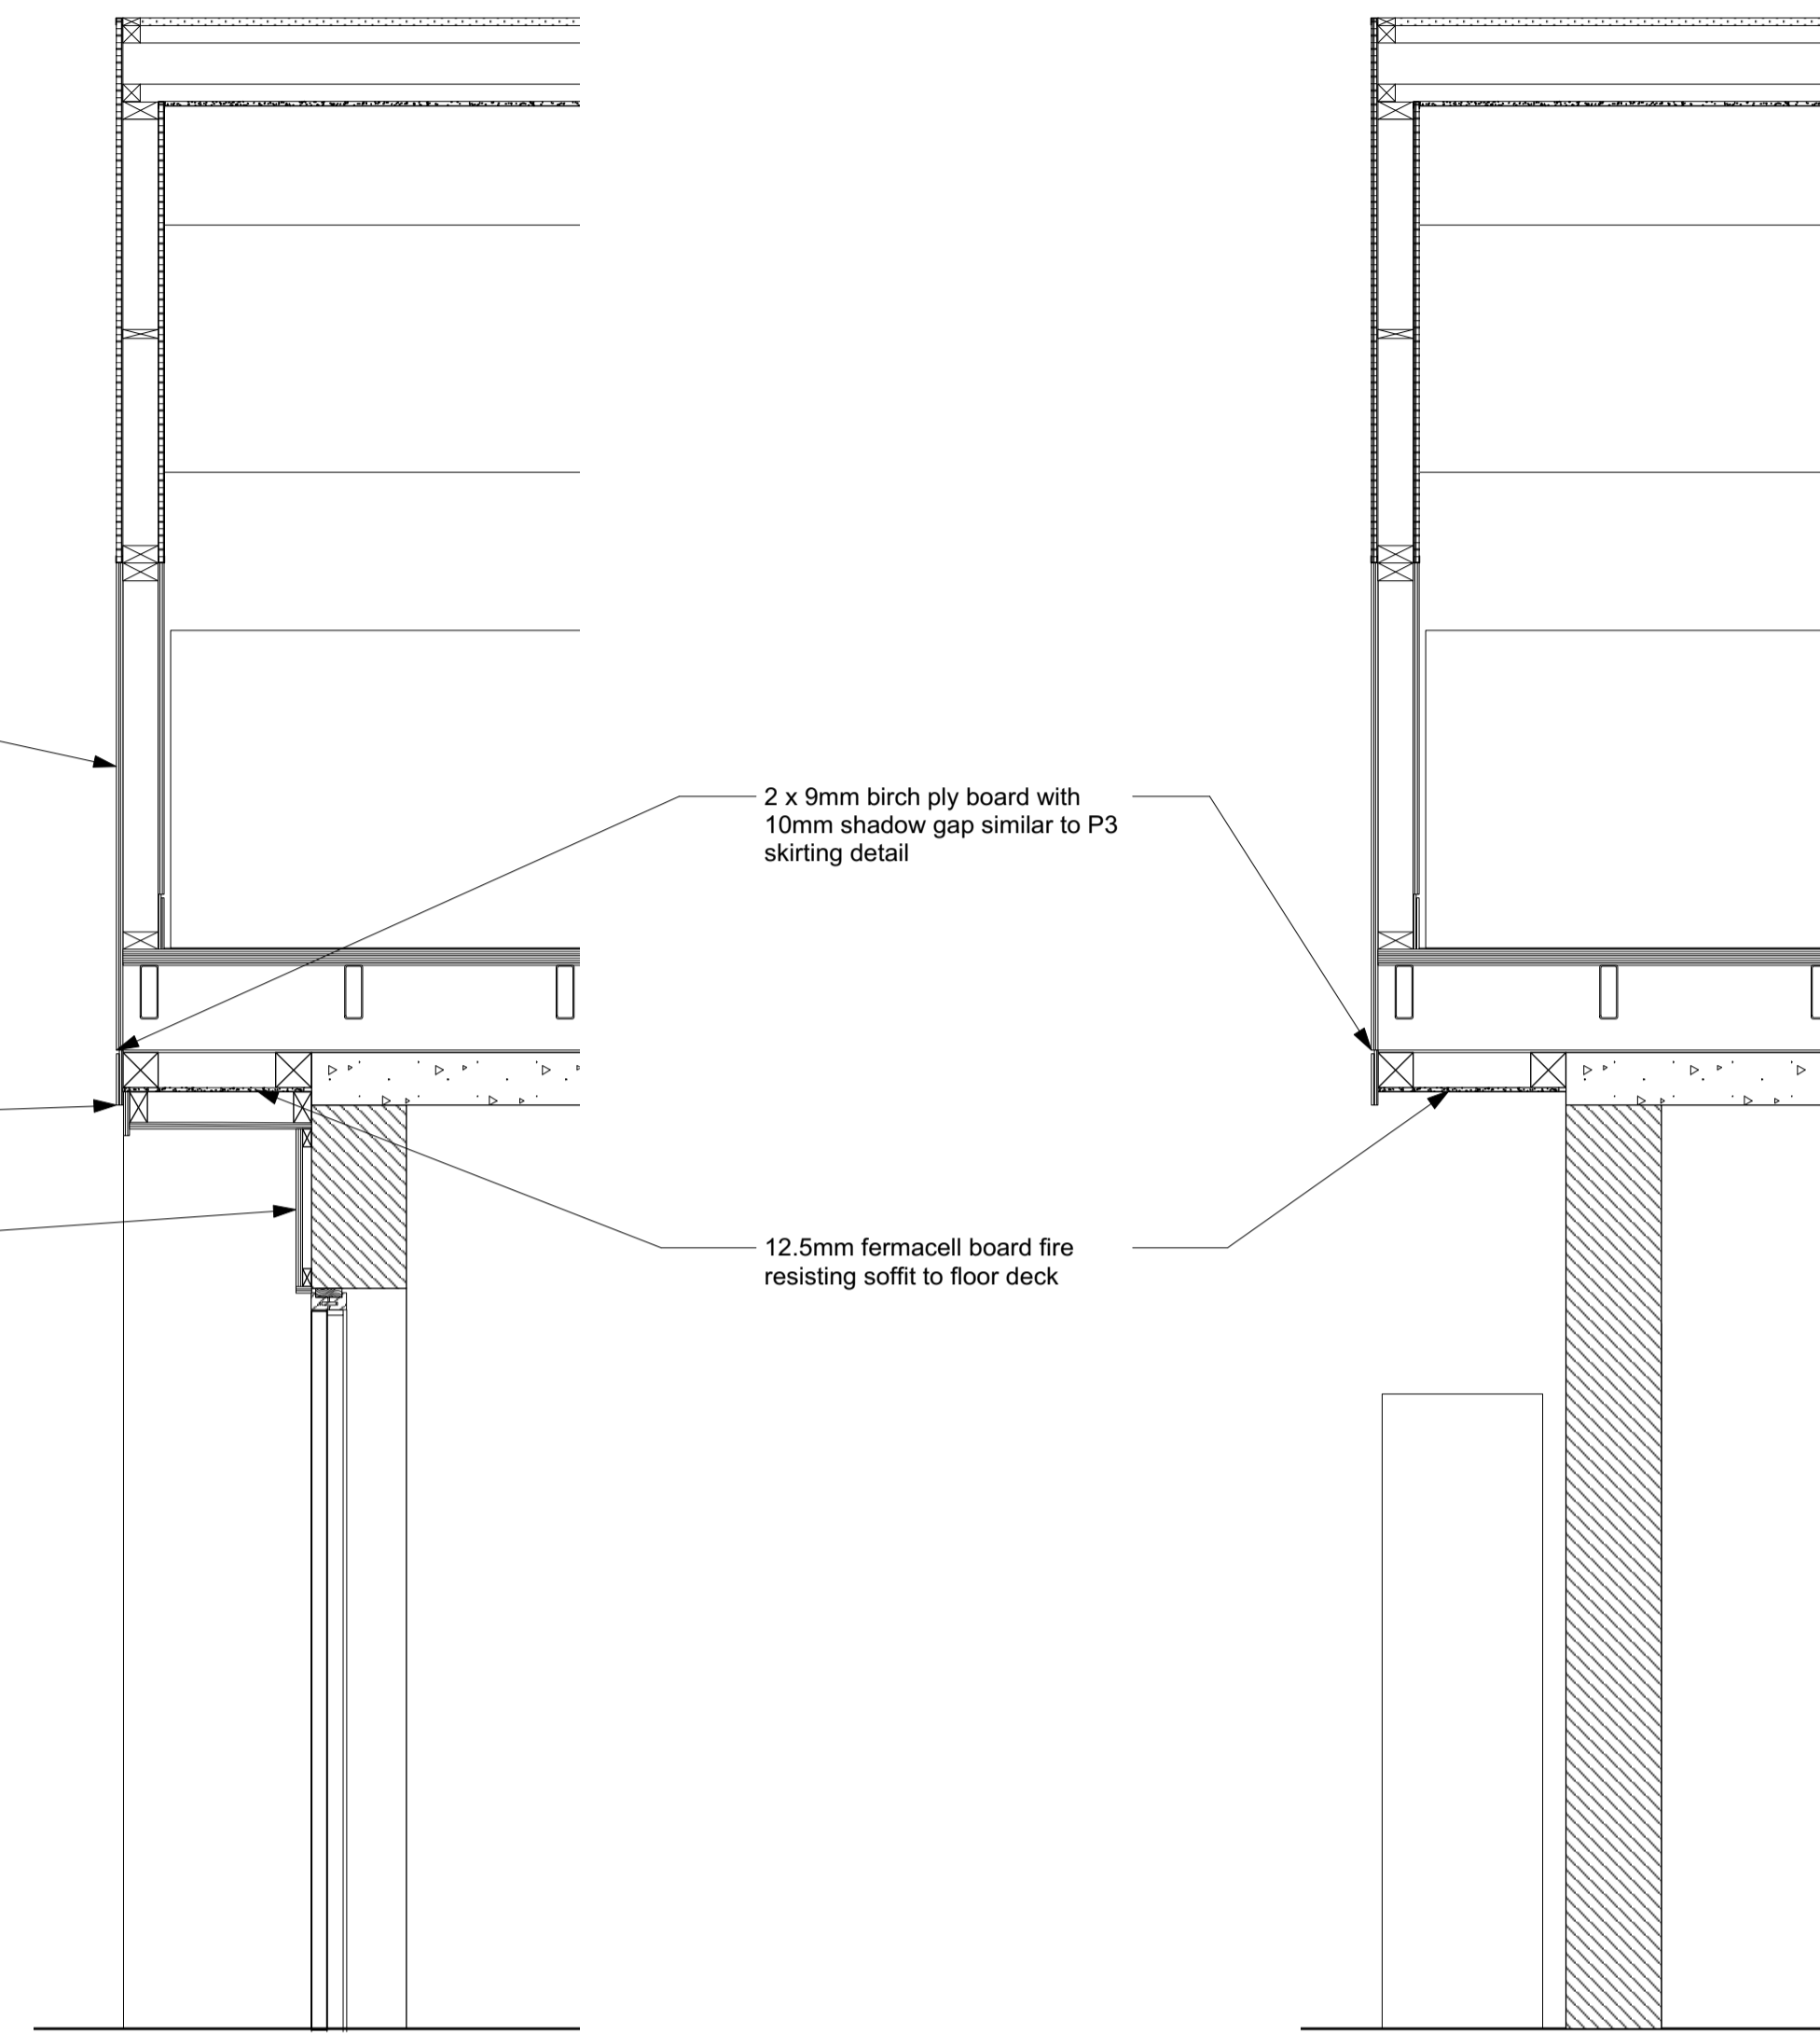 2 x 9mm birch ply board with
10mm shadow gap similar to P3
skirting detail
12.5mm fermacell board fire
resisting soffit to floor deck